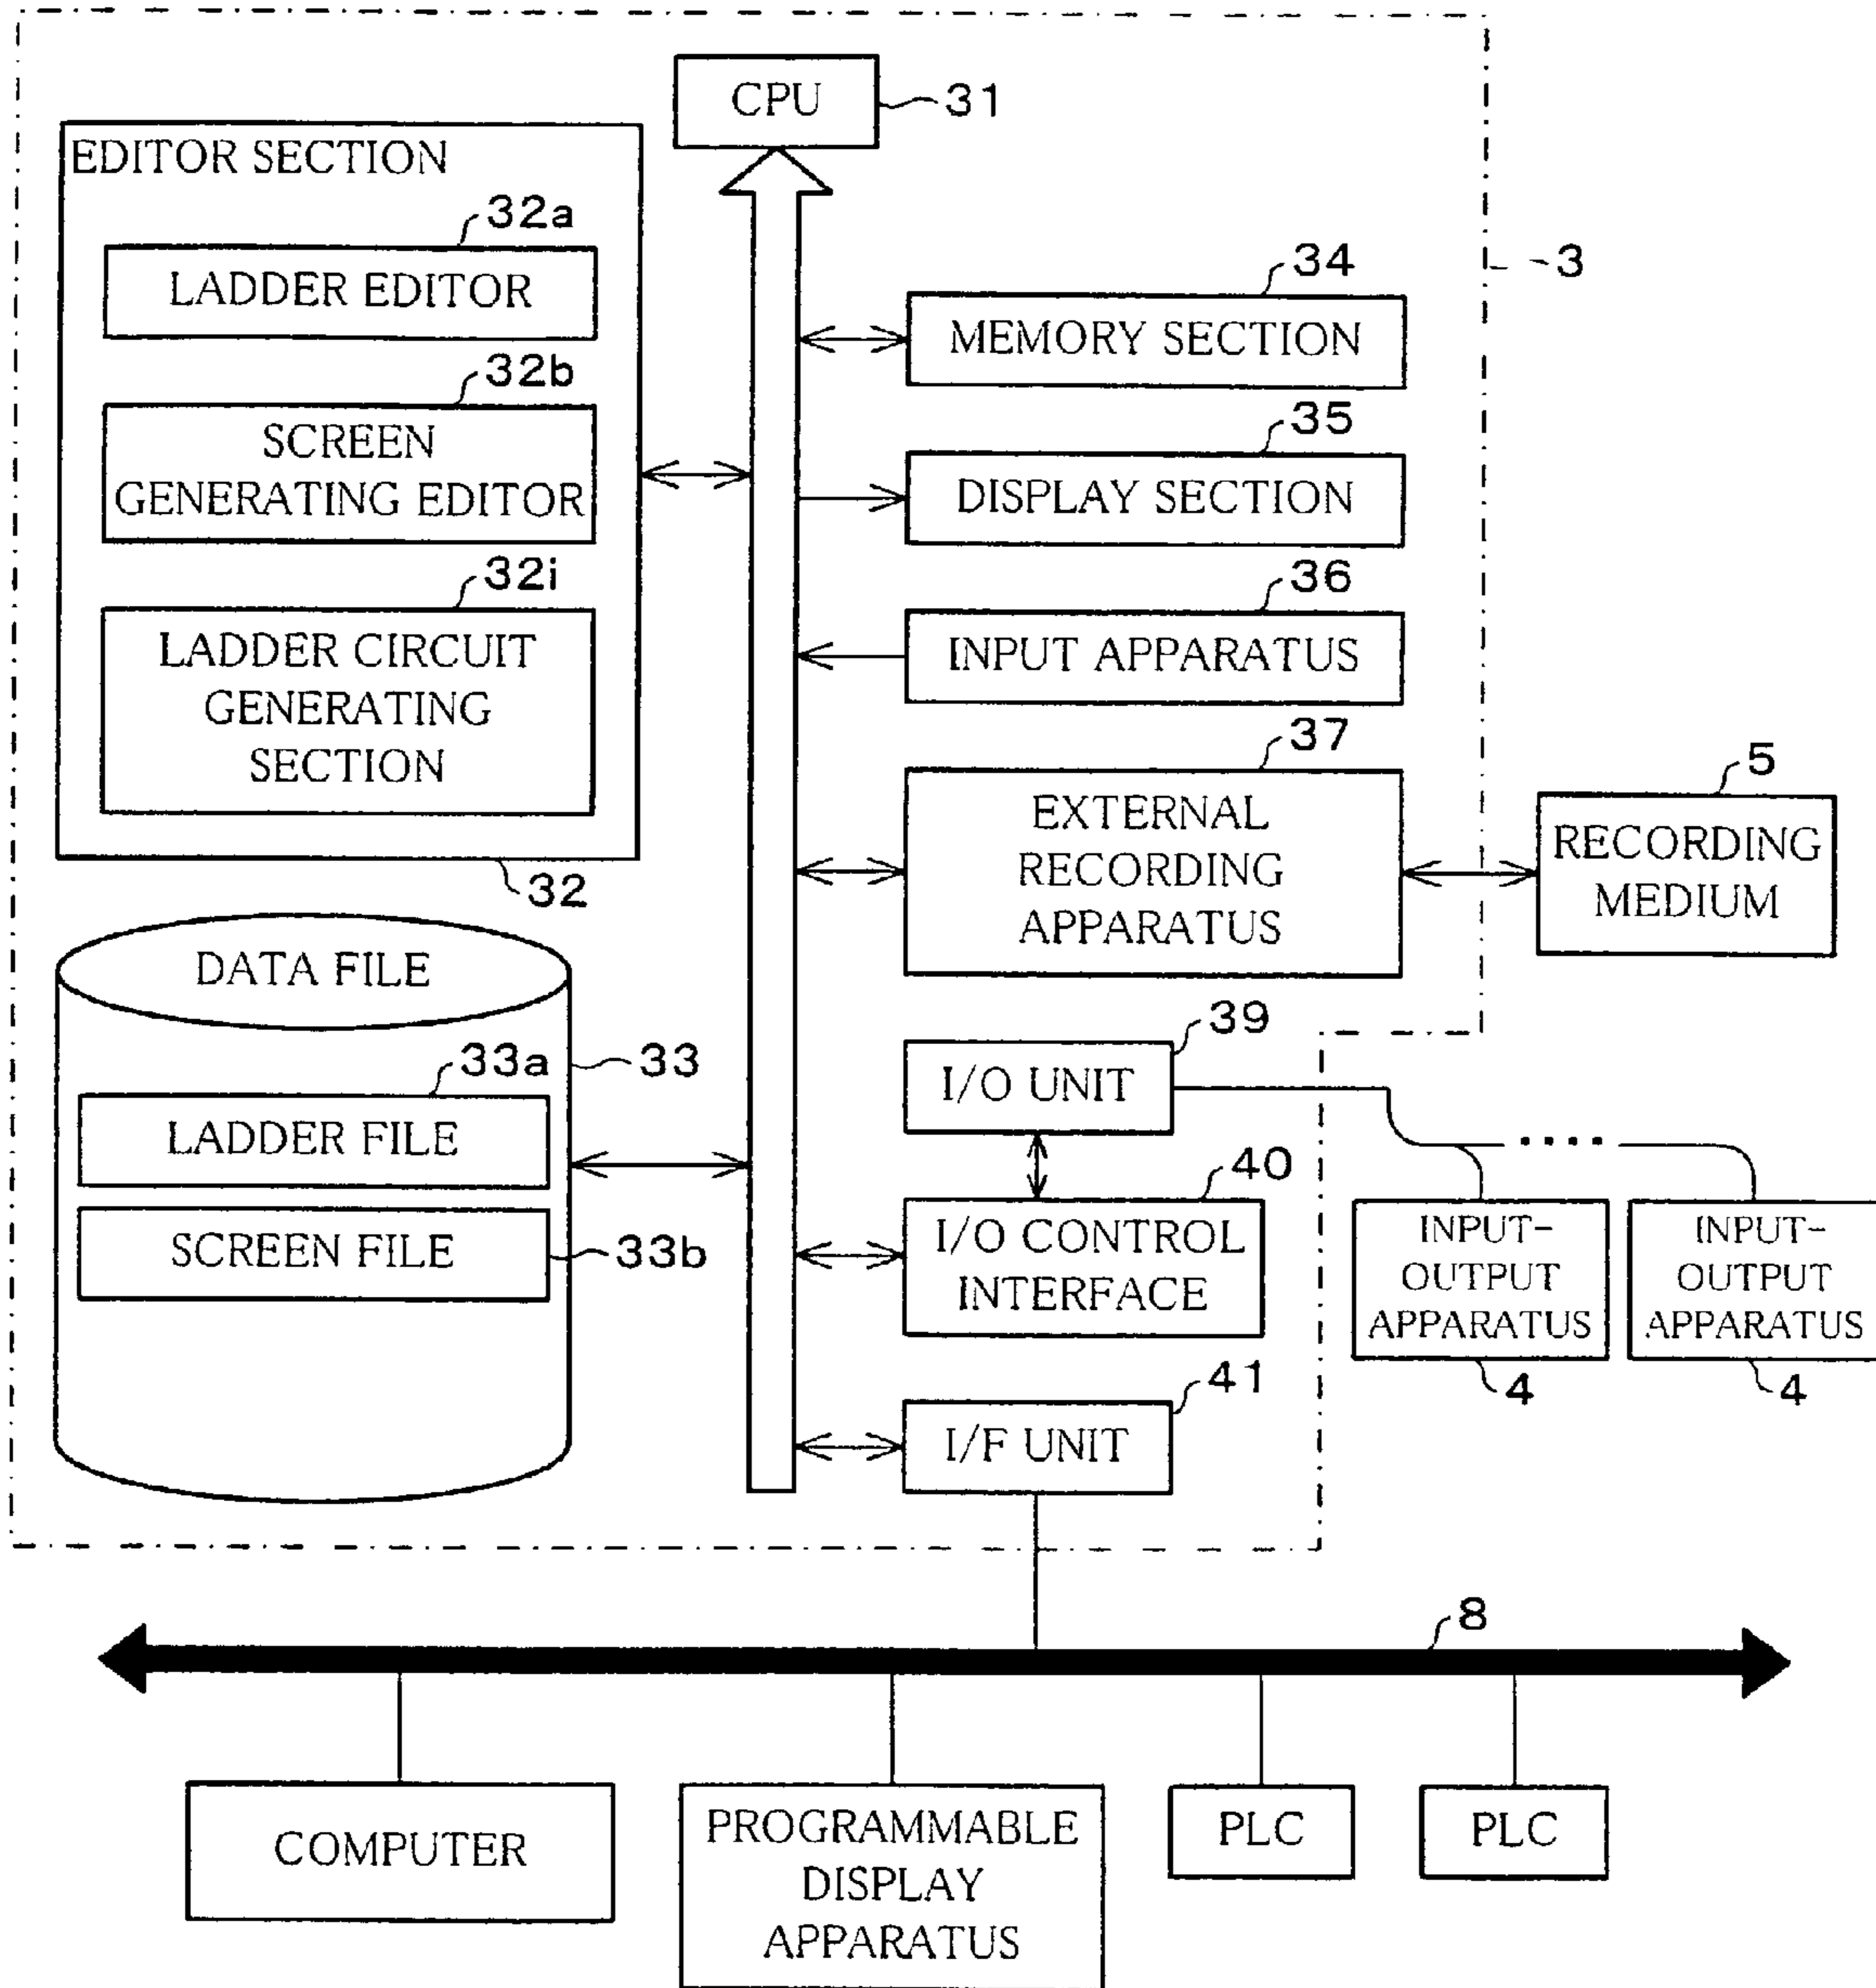 CPU
31
EDITOR SECTION
32a
LADDER EDITOR
32b
SCREEN
GENERATING EDITOR
32i
LADDER CIRCUIT
GENERATING
SECTION
32
3
34
MEMORY SECTION
35
DISPLAY SECTION
36
INPUT APPARATUS
37
EXTERNAL
RECORDING
APPARATUS
5
RECORDING
MEDIUM
DATA FILE
33
33a
LADDER FILE
SCREEN FILE
33b
39
I/O UNIT
40
I/O CONTROL
INTERFACE
....
INPUT-
OUTPUT
APPARATUS
4
INPUT-
OUTPUT
APPARATUS
4
41
I/F UNIT
8
COMPUTER
PROGRAMMABLE
DISPLAY
APPARATUS
PLC
PLC